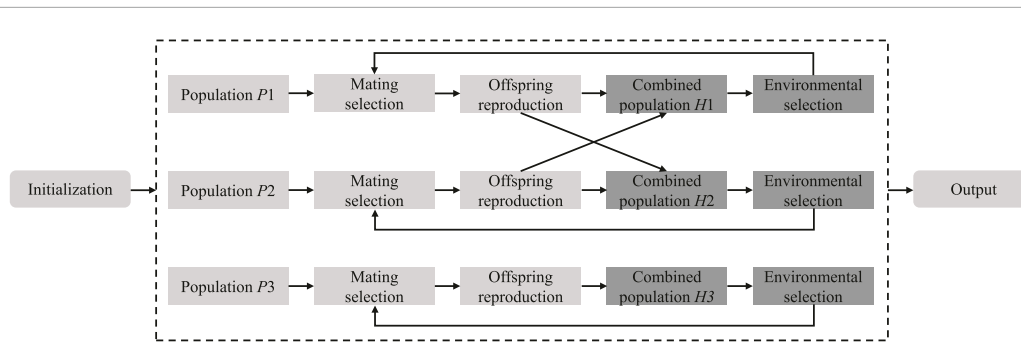 Population P1
Mating
selection
Offspring
reproduction
Combined
population H1
Environmental
selection
Initialization
Population P2
Mating
selection
Offspring
reproduction
Combined
population H2
Environmental
selection
Output
Population P3
Mating
selection
Offspring
reproduction
Combined
population H3
Environmental
selection